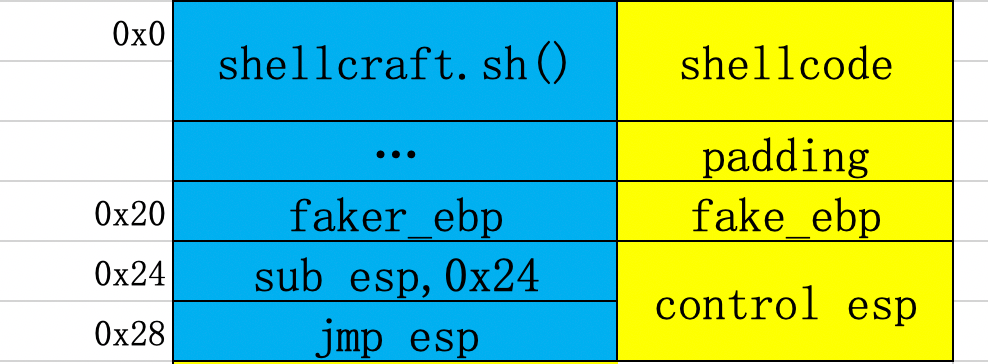 0x0
shellcraft.sh()
shellcode
…
padding
0x20
faker_ebp
fake_ebp
0x24
sub esp,0x24
control esp
0x28
jmp esp